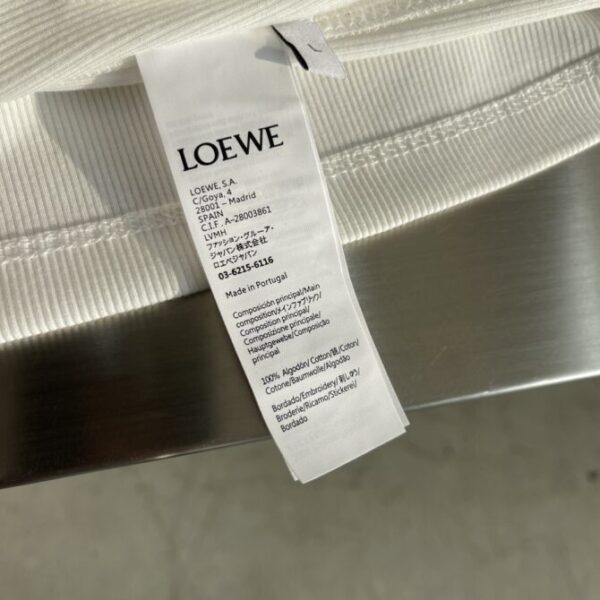 LOEWE
LOEWE, S.A.
C/Goya, 4
28001 – Madrid
SPAIN
C.I.F. A–28003861
LVMH
ファッション・グループ・
ジャパン株式会社
ロエベジャパン
03-6215-6116
Made in Portugal
Composición principal/Main
composition/メインファブリック/
Composition principal/
Composizione principale/
Hauptgewebe/Composição
principal
100% Algodón/Cotton/綿/Coton/
Cotone/Baumwolle/Algodão
Bordado/Embroidery/刺しゅう/
Broderie/Ricamo/Stickerei/
Bordado
L